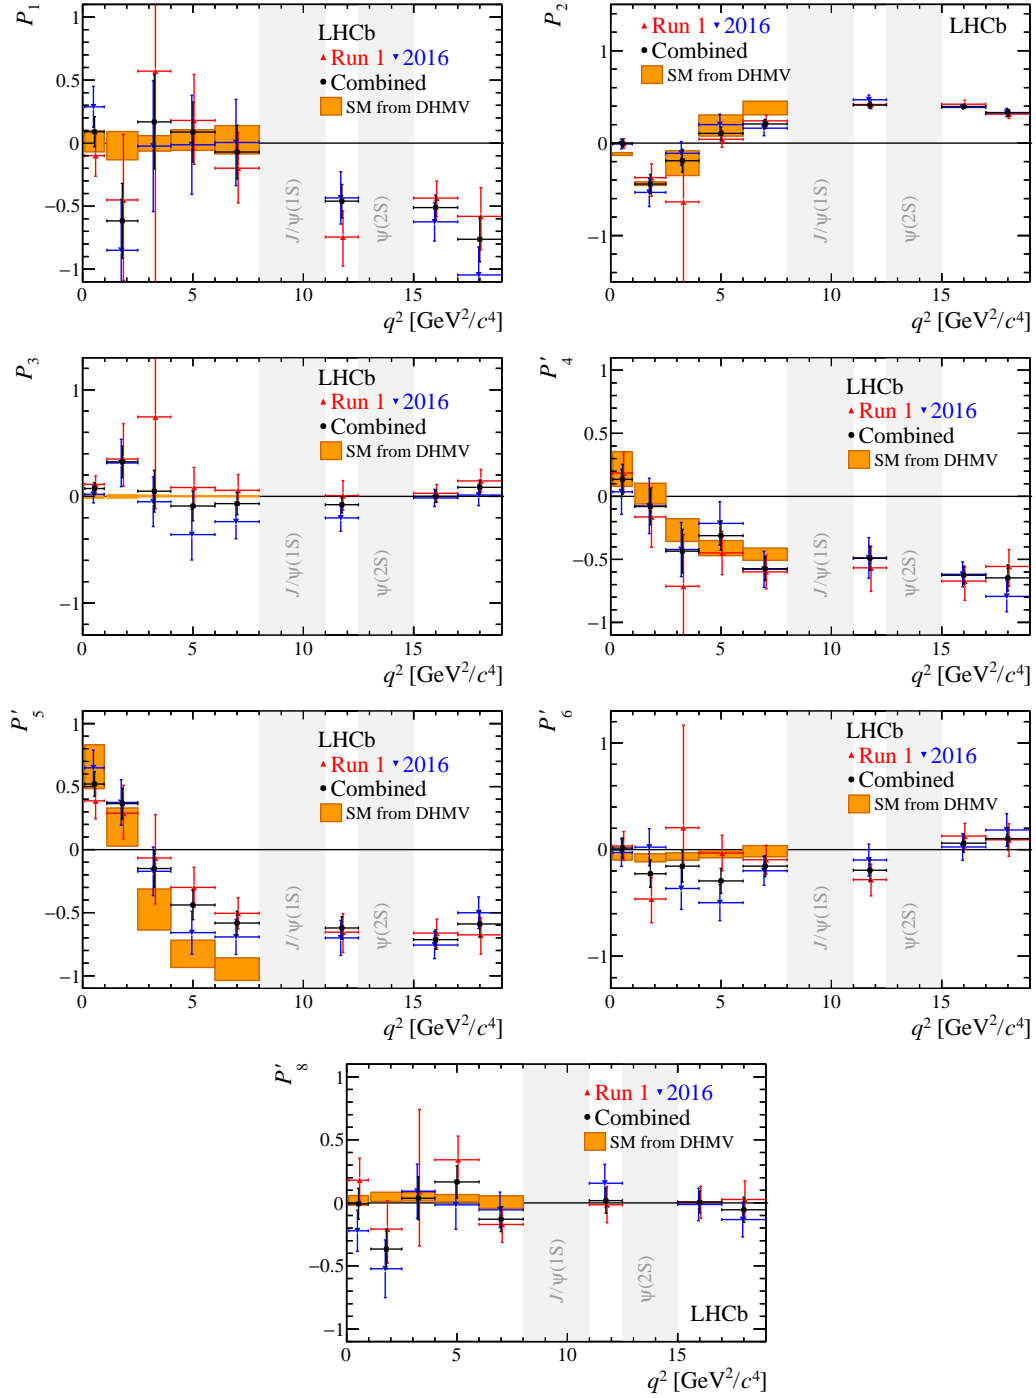 P1
1
0.5
0
−0.5
−1
LHCb
Run 1 2016
Combined
SM from DHMV
J/ψ(1S)
ψ(2S)
0 5 10 15
q² [GeV²/c⁴]
P2
1
0
−1
LHCb
Run 1 2016
Combined
SM from DHMV
J/ψ(1S)
ψ(2S)
0 5 10 15
q² [GeV²/c⁴]
P3
1
0
−1
LHCb
Run 1 2016
Combined
SM from DHMV
J/ψ(1S)
ψ(2S)
0 5 10 15
q² [GeV²/c⁴]
P′4
1
0.5
0
−0.5
−1
LHCb
Run 1 2016
Combined
SM from DHMV
J/ψ(1S)
ψ(2S)
0 5 10 15
q² [GeV²/c⁴]
P′5
1
0.5
0
−0.5
−1
LHCb
Run 1 2016
Combined
SM from DHMV
J/ψ(1S)
ψ(2S)
0 5 10 15
q² [GeV²/c⁴]
P′6
1
0
−1
LHCb
Run 1 2016
Combined
SM from DHMV
J/ψ(1S)
ψ(2S)
0 5 10 15
q² [GeV²/c⁴]
P′8
1
0.5
0
−0.5
−1
Run 1 2016
Combined
SM from DHMV
J/ψ(1S)
ψ(2S)
LHCb
0 5 10 15
q² [GeV²/c⁴]